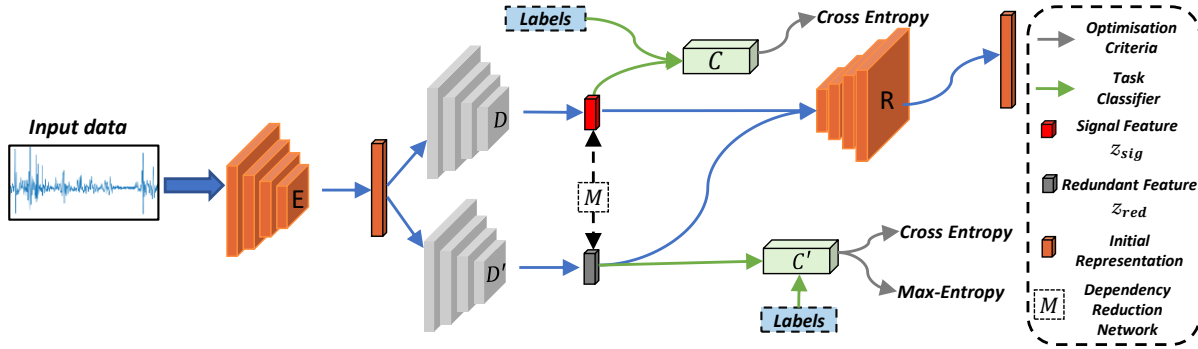 Input data
E
D
D'
Labels
C
Cross Entropy
M
R
C'
Labels
Cross Entropy
Max-Entropy
Optimisation
Criteria
Task
Classifier
Signal Feature
z_sig
Redundant Feature
z_red
Initial
Representation
M
Dependency
Reduction
Network